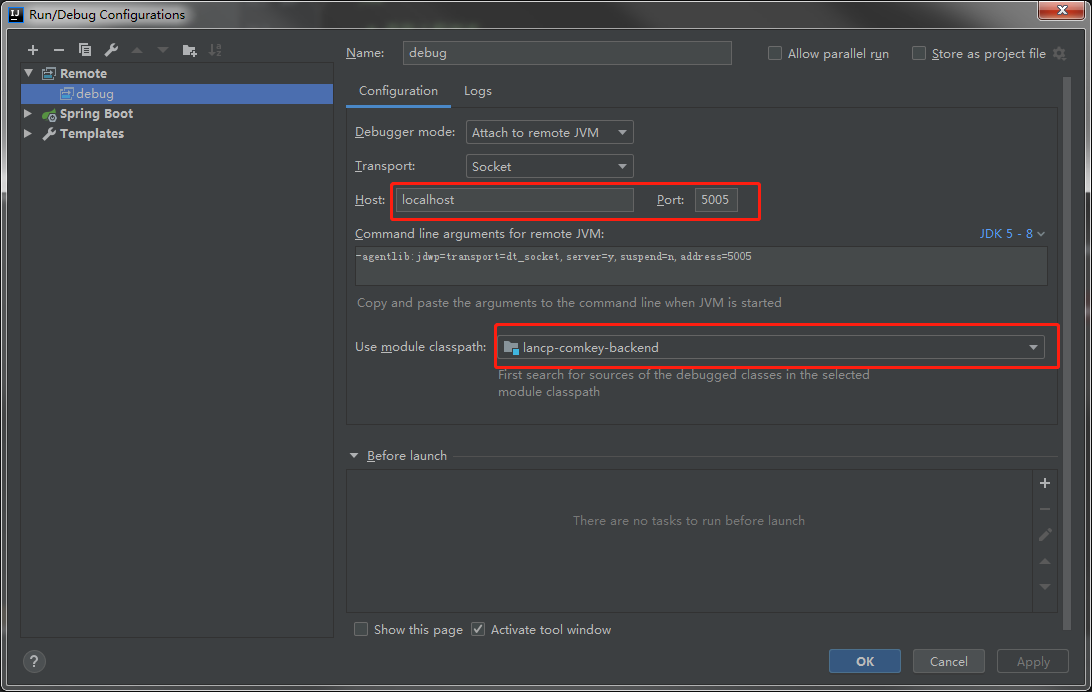 Run/Debug Configurations
Name: debug
Allow parallel run
Store as project file
Remote
debug
Spring Boot
Templates
Configuration Logs
Debugger mode: Attach to remote JVM
Transport: Socket
Host: localhost Port: 5005
Command line arguments for remote JVM: JDK 5 - 8
-agentlib:jdwp=transport=dt_socket,server=y,suspend=n,address=5005
Copy and paste the arguments to the command line when JVM is started
Use module classpath: lancp-comkey-backend
First search for sources of the debugged classes in the selected
module classpath
Before launch
There are no tasks to run before launch
Show this page Activate tool window
? OK Cancel Apply